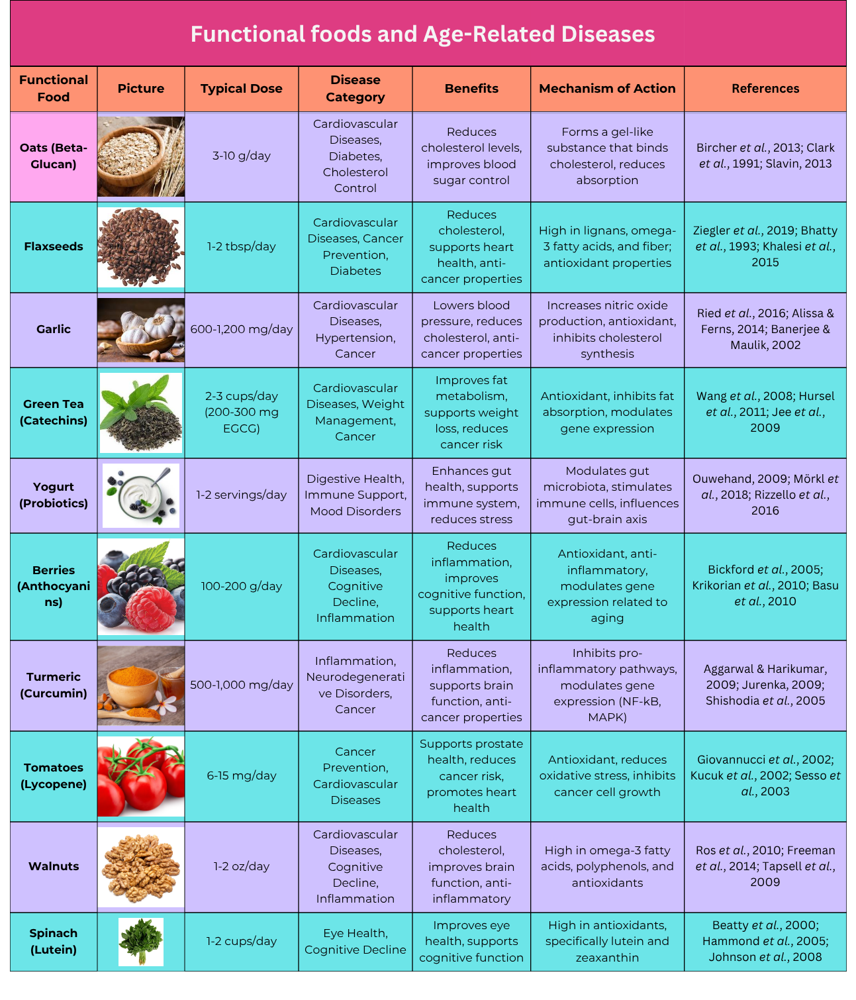 Functional foods and Age-Related Diseases
Functional
Food
Picture
Typical Dose
Disease
Category
Benefits
Mechanism of Action
References
Oats (Beta-
Glucan)
3-10 g/day
Cardiovascular
Diseases,
Diabetes,
Cholesterol
Control
Reduces
cholesterol levels,
improves blood
sugar control
Forms a gel-like
substance that binds
cholesterol, reduces
absorption
Bircher et al., 2013; Clark
et al., 1991; Slavin, 2013
Flaxseeds
1-2 tbsp/day
Cardiovascular
Diseases, Cancer
Prevention,
Diabetes
Reduces
cholesterol,
supports heart
health, anti-
cancer properties
High in lignans, omega-
3 fatty acids, and fiber;
antioxidant properties
Ziegler et al., 2019; Bhatty
et al., 1993; Khalesi et al.,
2015
Garlic
600-1,200 mg/day
Cardiovascular
Diseases,
Hypertension,
Cancer
Lowers blood
pressure, reduces
cholesterol, anti-
cancer properties
Increases nitric oxide
production, antioxidant,
inhibits cholesterol
synthesis
Ried et al., 2016; Alissa &
Ferns, 2014; Banerjee &
Maulik, 2002
Green Tea
(Catechins)
2-3 cups/day
(200-300 mg
EGCG)
Cardiovascular
Diseases, Weight
Management,
Cancer
Improves fat
metabolism,
supports weight
loss, reduces
cancer risk
Antioxidant, inhibits fat
absorption, modulates
gene expression
Wang et al., 2008; Hursel
et al., 2011; Jee et al.,
2009
Yogurt
(Probiotics)
1-2 servings/day
Digestive Health,
Immune Support,
Mood Disorders
Enhances gut
health, supports
immune system,
reduces stress
Modulates gut
microbiota, stimulates
immune cells, influences
gut-brain axis
Ouwehand, 2009; Mörkl et
al., 2018; Rizzello et al.,
2016
Berries
(Anthocyani
ns)
100-200 g/day
Cardiovascular
Diseases,
Cognitive
Decline,
Inflammation
Reduces
inflammation,
improves
cognitive function,
supports heart
health
Antioxidant, anti-
inflammatory,
modulates gene
expression related to
aging
Bickford et al., 2005;
Krikorian et al., 2010; Basu
et al., 2010
Turmeric
(Curcumin)
500-1,000 mg/day
Inflammation,
Neurodegenerati
ve Disorders,
Cancer
Reduces
inflammation,
supports brain
function, anti-
cancer properties
Inhibits pro-
inflammatory pathways,
modulates gene
expression (NF-kB,
MAPK)
Aggarwal & Harikumar,
2009; Jurenka, 2009;
Shishodia et al., 2005
Tomatoes
(Lycopene)
6-15 mg/day
Cancer
Prevention,
Cardiovascular
Diseases
Supports prostate
health, reduces
cancer risk,
promotes heart
health
Antioxidant, reduces
oxidative stress, inhibits
cancer cell growth
Giovannucci et al., 2002;
Kucuk et al., 2002; Sesso et
al., 2003
Walnuts
1-2 oz/day
Cardiovascular
Diseases,
Cognitive
Decline,
Inflammation
Reduces
cholesterol,
improves brain
function, anti-
inflammatory
High in omega-3 fatty
acids, polyphenols, and
antioxidants
Ros et al., 2010; Freeman
et al., 2014; Tapsell et al.,
2009
Spinach
(Lutein)
1-2 cups/day
Eye Health,
Cognitive Decline
Improves eye
health, supports
cognitive function
High in antioxidants,
specifically lutein and
zeaxanthin
Beatty et al., 2000;
Hammond et al., 2005;
Johnson et al., 2008